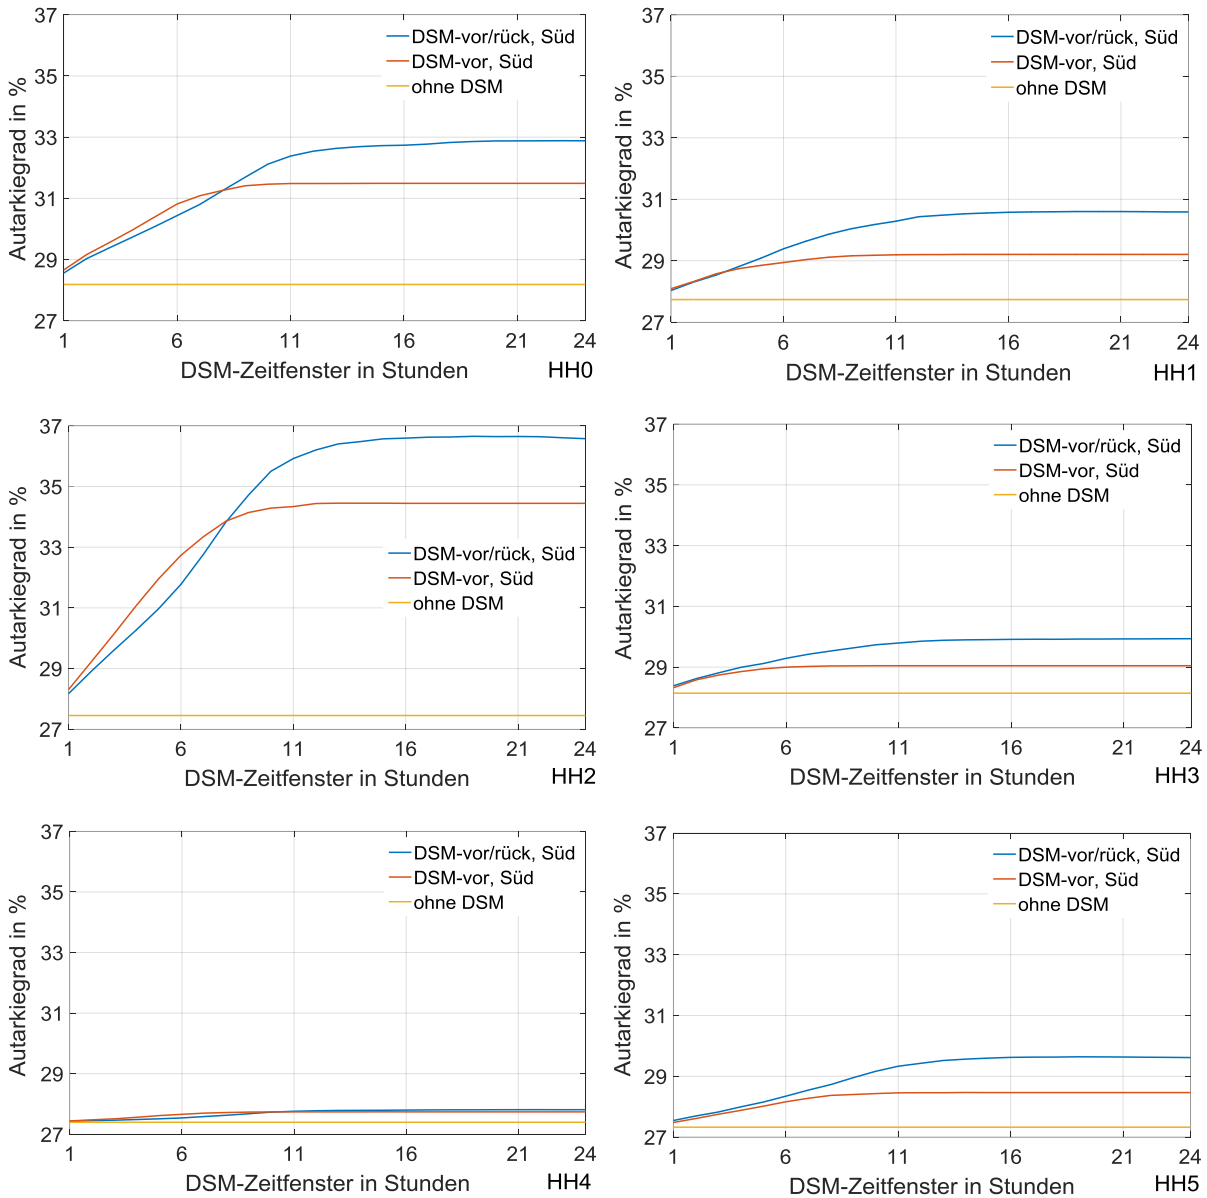 37
35
33
31
29
27
Autarkiegrad in %
DSM-vor/rück, Süd
DSM-vor, Süd
ohne DSM
1 6 11 16 21 24
DSM-Zeitfenster in Stunden
HH0
37
35
33
31
29
27
Autarkiegrad in %
DSM-vor/rück, Süd
DSM-vor, Süd
ohne DSM
1 6 11 16 21 24
DSM-Zeitfenster in Stunden
HH1
37
35
33
31
29
27
Autarkiegrad in %
DSM-vor/rück, Süd
DSM-vor, Süd
ohne DSM
1 6 11 16 21 24
DSM-Zeitfenster in Stunden
HH2
37
35
33
31
29
27
Autarkiegrad in %
DSM-vor/rück, Süd
DSM-vor, Süd
ohne DSM
1 6 11 16 21 24
DSM-Zeitfenster in Stunden
HH3
37
35
33
31
29
27
Autarkiegrad in %
DSM-vor/rück, Süd
DSM-vor, Süd
ohne DSM
1 6 11 16 21 24
DSM-Zeitfenster in Stunden
HH4
37
35
33
31
29
27
Autarkiegrad in %
DSM-vor/rück, Süd
DSM-vor, Süd
ohne DSM
1 6 11 16 21 24
DSM-Zeitfenster in Stunden
HH5